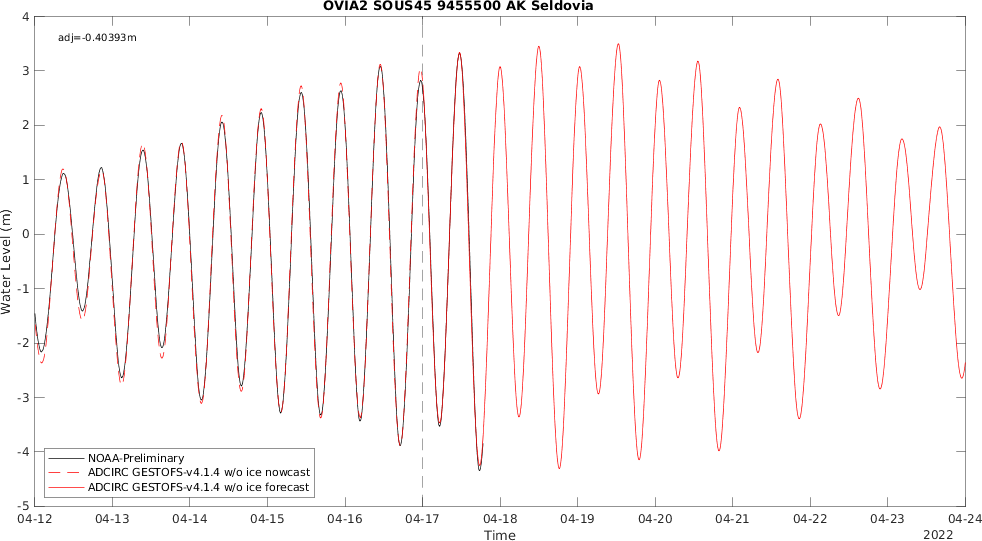 OVIA2 SOUS45 9455500 AK Seldovia
adj=-0.40393m
4
3
2
1
0
-1
-2
-3
-4
-5
Water Level (m)
NOAA-Preliminary
ADCIRC GESTOFS-v4.1.4 w/o ice nowcast
ADCIRC GESTOFS-v4.1.4 w/o ice forecast
04-12 04-13 04-14 04-15 04-16 04-17 04-18 04-19 04-20 04-21 04-22 04-23 04-24
Time
2022